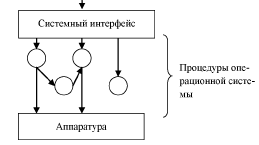 Системный интерфейс
Процедуры опе-
рационной систе-
мы
Аппаратура